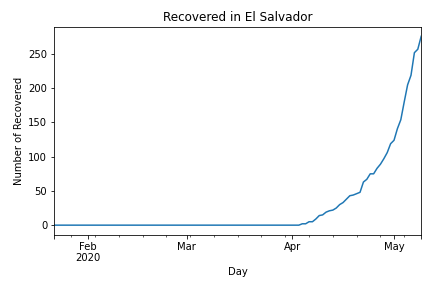 Recovered in El Salvador
Number of Recovered
250
200
150
100
50
0
Feb
2020
Mar
Apr
May
Day